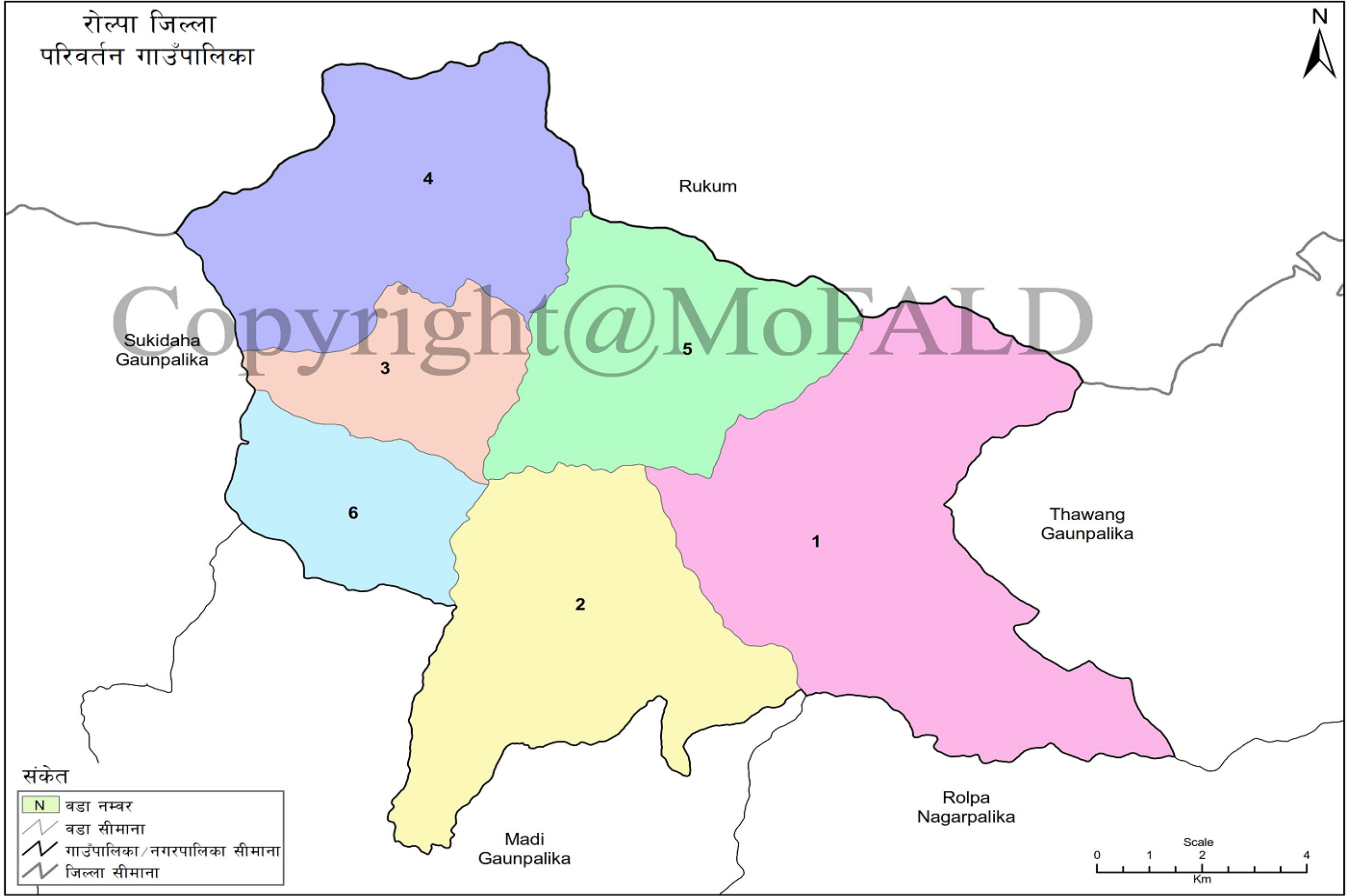 रोल्पा जिल्ला
परिवर्तन गाउँपालिका
N
4
Rukum
Copyright@MoFALD
Sukidaha
Gaunpalika
3
5
6
1
Thawang
Gaunpalika
2
संकेत
N वडा नम्वर
वडा सीमाना
गाउँपालिका/नगरपालिका सीमाना
जिल्ला सीमाना
Madi
Gaunpalika
Rolpa
Nagarpalika
Scale
0 1 2 4
Km